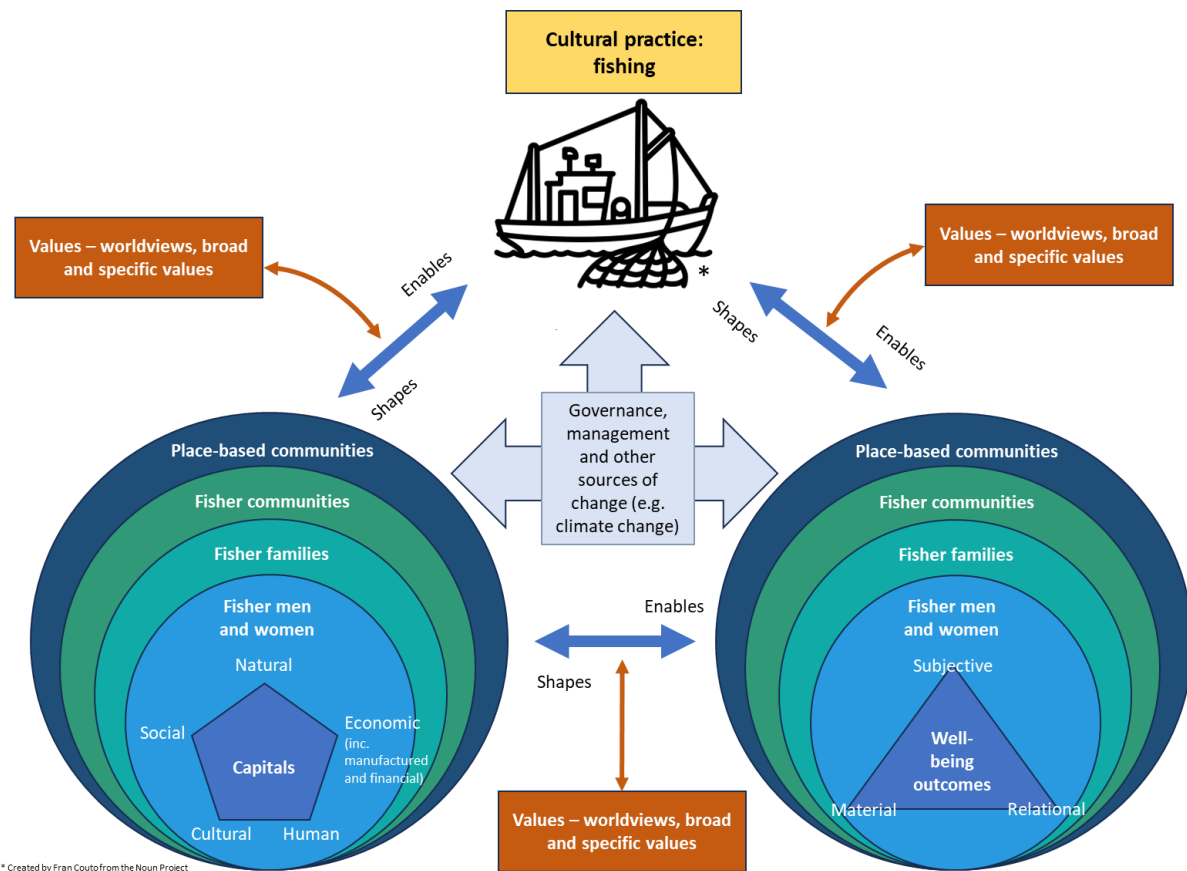 Cultural practice:
fishing
*
Values – worldviews, broad
and specific values
Values – worldviews, broad
and specific values
Enables
Shapes
Shapes
Enables
Governance,
management
and other
sources of
change (e.g.
climate change)
Place-based communities
Fisher communities
Fisher families
Fisher men
and women
Natural
Social
Economic
(inc.
manufactured
and financial)
Capitals
Cultural
Human
Enables
Shapes
Place-based communities
Fisher communities
Fisher families
Fisher men
and women
Subjective
Well-
being
outcomes
Material
Relational
Values – worldviews, broad
and specific values
* Created by Fran Couto from the Noun Project